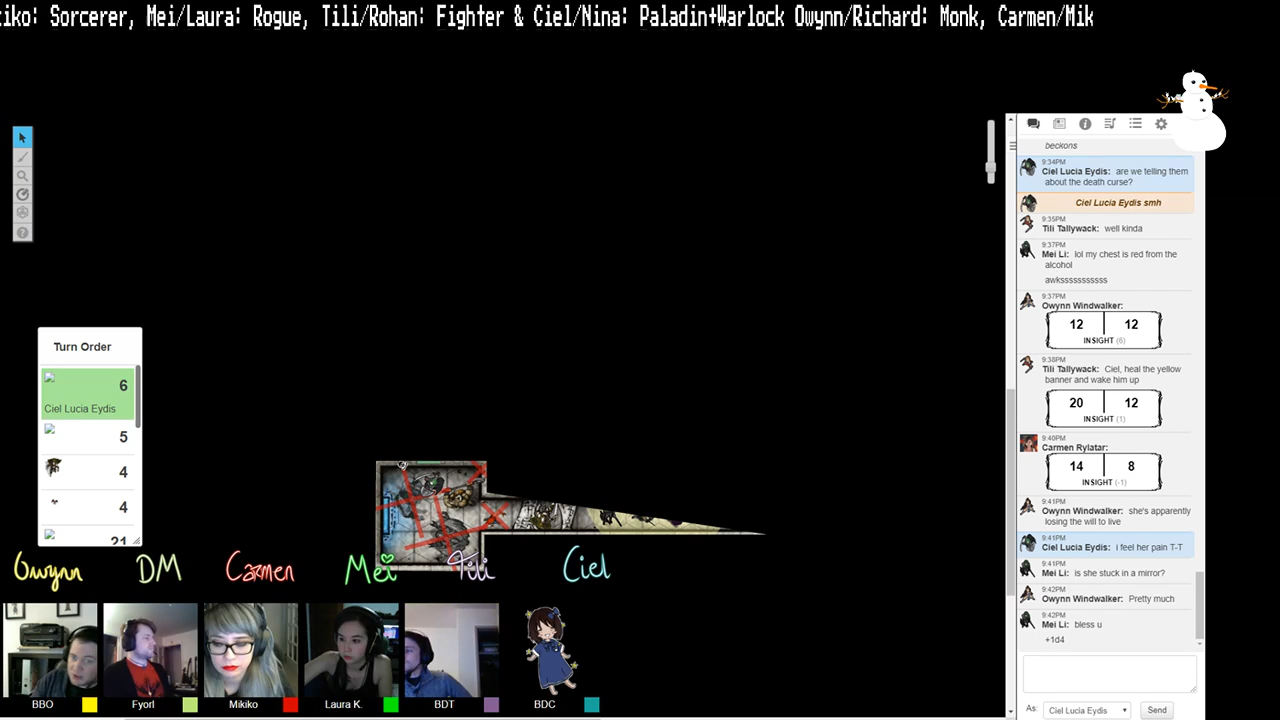 iko: Sorcerer, Mei/Laura: Rogue, Tili/Rohan: Fighter & Ciel/Nina: Paladin+Warlock Owynn/Richard: Monk, Carmen/Mik
beckons
9:34PM
Ciel Lucia Eydis: are we telling them
about the death curse?
Ciel Lucia Eydis smh
9:35PM
Tili Tallywack: well kinda
9:37PM
Mei Li: lol my chest is red from the
alcohol
awksssssssssss
9:37PM
Owynn Windwalker:
12 12
INSIGHT (6)
9:38PM
Tili Tallywack: Ciel, heal the yellow
banner and wake him up
20 12
INSIGHT (1)
9:40PM
Carmen Rylatar:
14 8
INSIGHT (-1)
9:41PM
Owynn Windwalker: she's apparently
losing the will to live
9:41PM
Ciel Lucia Eydis: i feel her pain T-T
9:41PM
Mei Li: is she stuck in a mirror?
9:42PM
Owynn Windwalker: Pretty much
9:42PM
Mei Li: bless u
+1d4
As: Ciel Lucia Eydis Send
Turn Order
6
Ciel Lucia Eydis
5
4
4
21
Owynn DM Carmen Mei Tili Ciel
BBO Fyorl Mikiko Laura K. BDT BDC